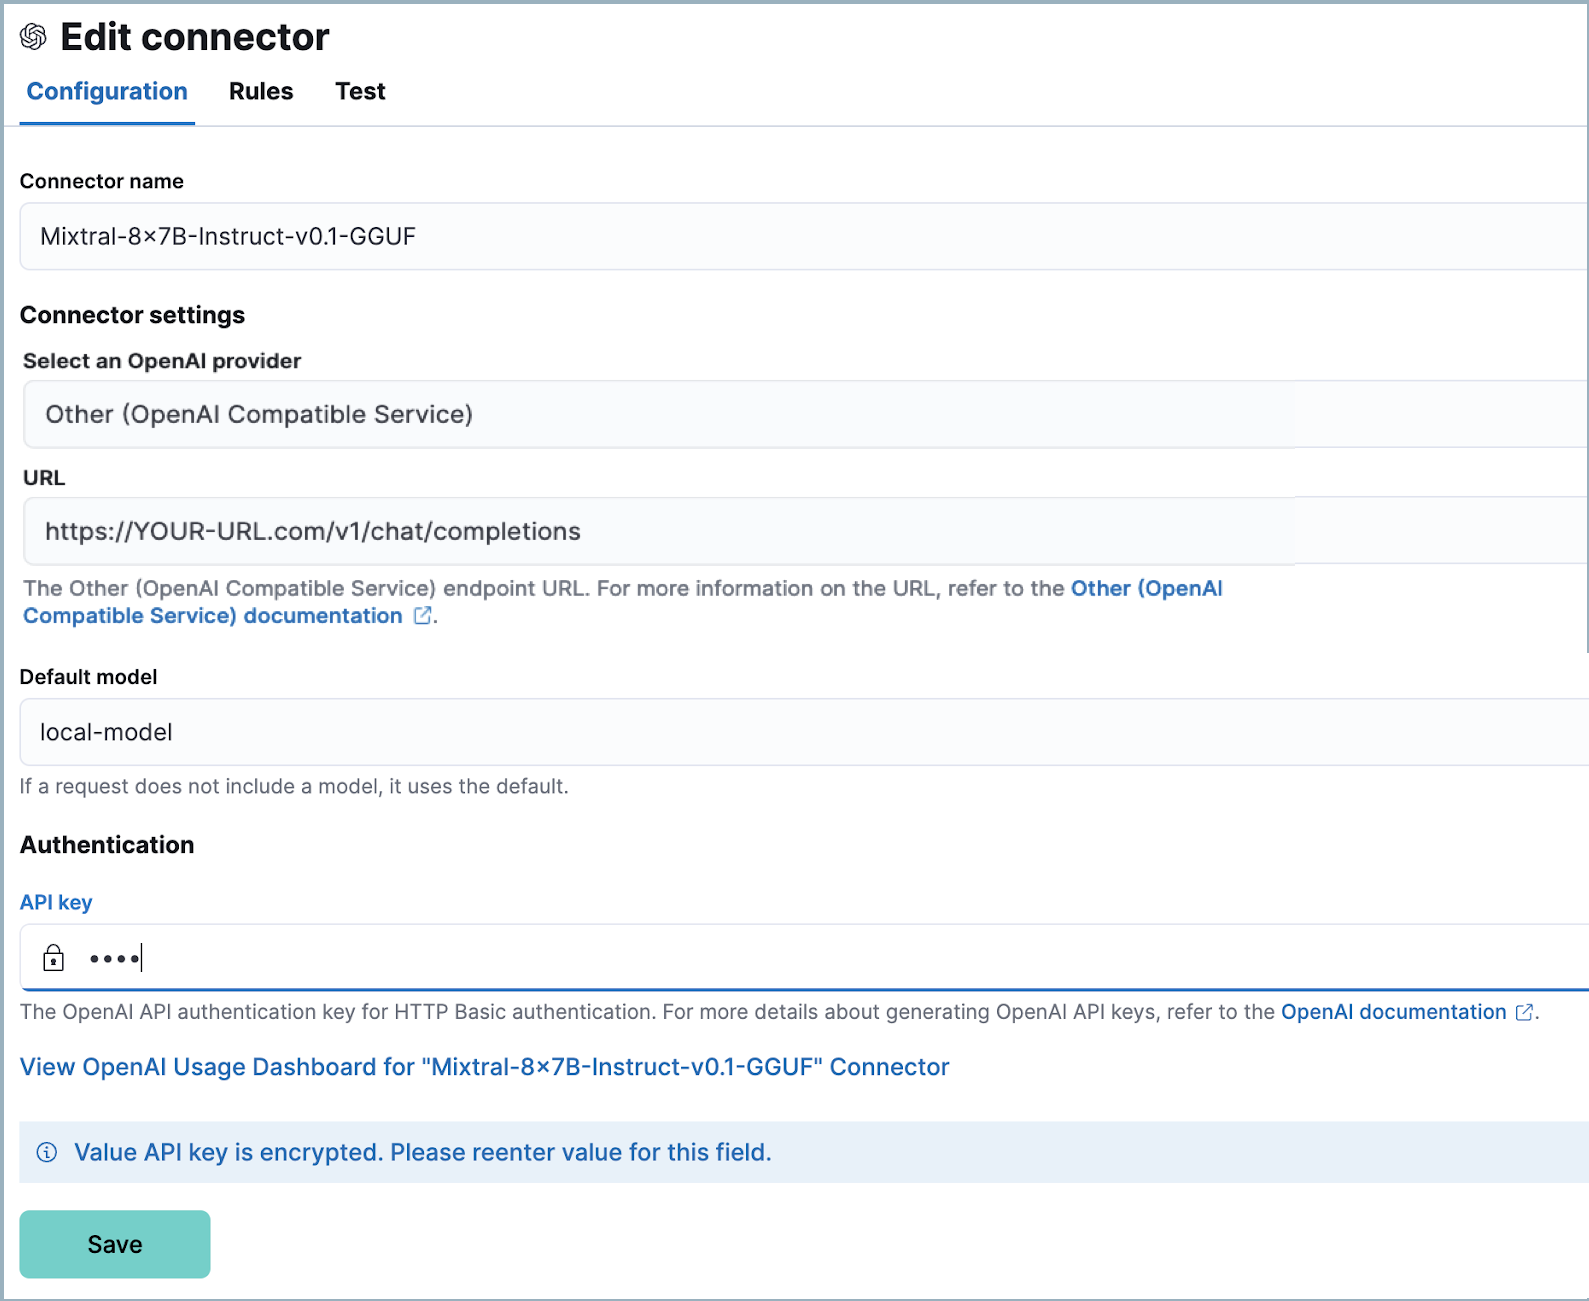 Edit connector
Configuration Rules Test
Connector name
Mixtral-8×7B-Instruct-v0.1-GGUF
Connector settings
Select an OpenAI provider
Other (OpenAI Compatible Service)
URL
https://YOUR-URL.com/v1/chat/completions
The Other (OpenAI Compatible Service) endpoint URL. For more information on the URL, refer to the Other (OpenAI
Compatible Service) documentation.
Default model
local-model
If a request does not include a model, it uses the default.
Authentication
API key
••••
The OpenAI API authentication key for HTTP Basic authentication. For more details about generating OpenAI API keys, refer to the OpenAI documentation.
View OpenAI Usage Dashboard for "Mixtral-8×7B-Instruct-v0.1-GGUF" Connector
Value API key is encrypted. Please reenter value for this field.
Save